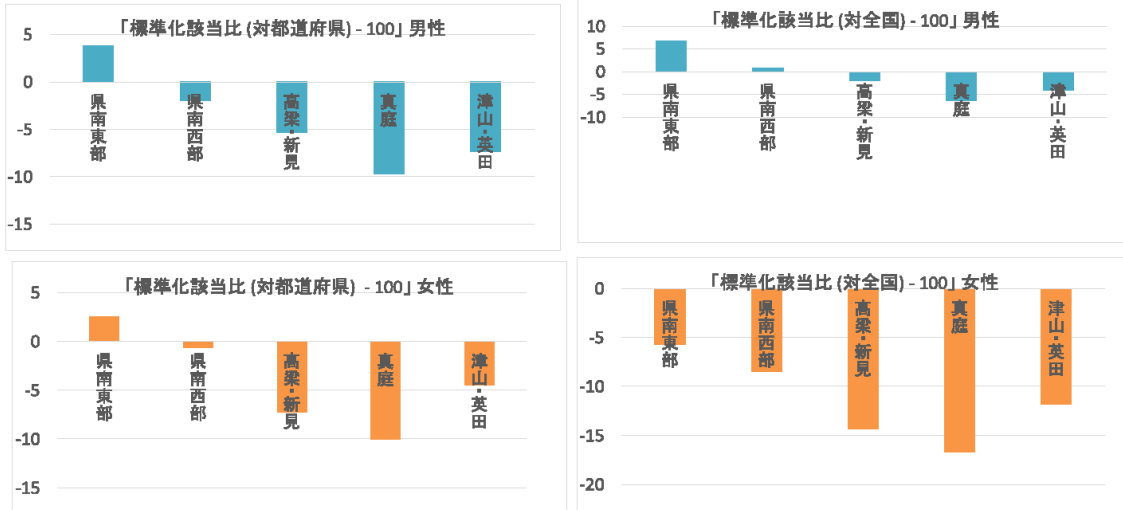 「標準化該当比 (対都道府県) - 100」 男性
5
0
-5
-10
-15
県南東部
県南西部
高梁・新見
真庭
津山・英田
「標準化該当比 (対全国) - 100」 男性
10
5
0
-5
-10
県南東部
県南西部
高梁・新見
真庭
津山・英田
「標準化該当比 (対都道府県) - 100」 女性
5
0
-5
-10
-15
県南東部
県南西部
高梁・新見
真庭
津山・英田
「標準化該当比 (対全国) - 100」 女性
0
-5
-10
-15
-20
県南東部
県南西部
高梁・新見
真庭
津山・英田